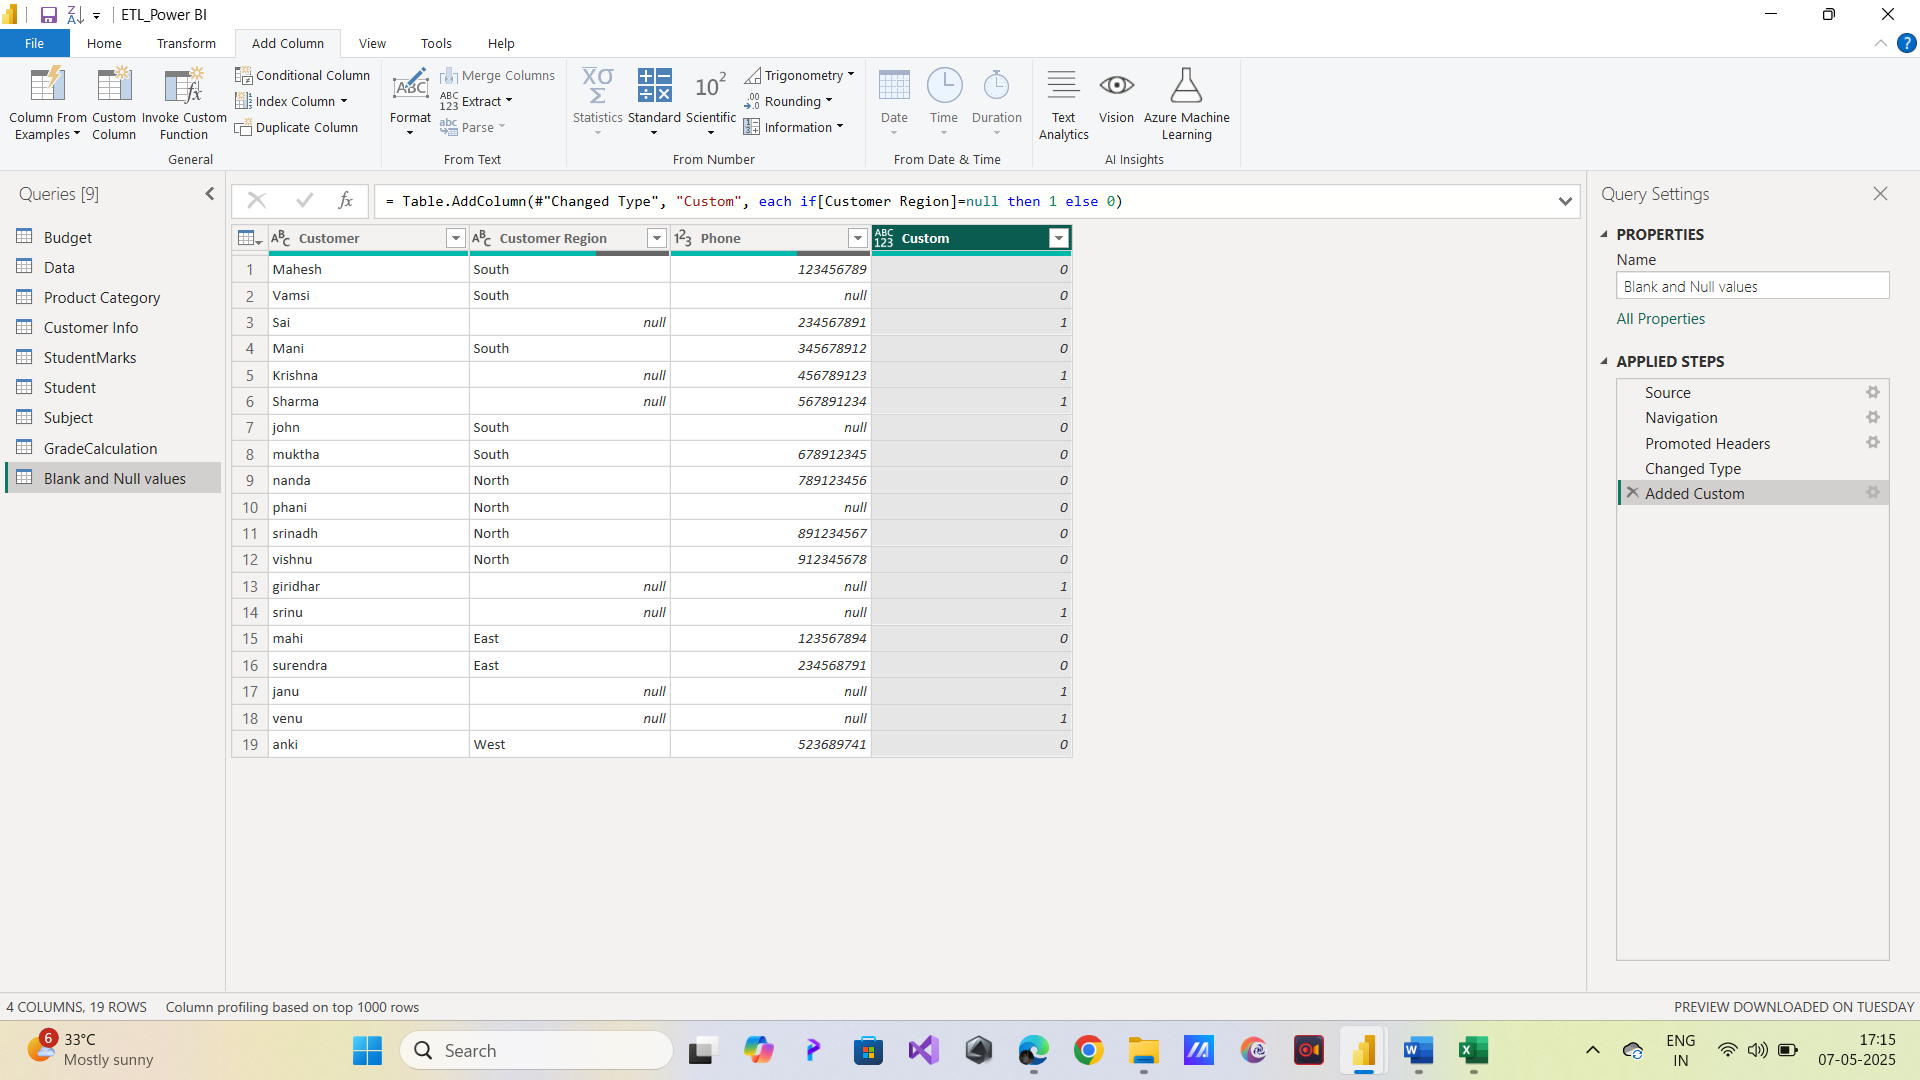 ETL_Power BI
File Home Transform Add Column View Tools Help
Column From Examples
Custom Column
Invoke Custom Function
Conditional Column
Index Column
Duplicate Column
General
Format
Merge Columns
Extract
Parse
From Text
Statistics
Standard
Scientific
Trigonometry
Rounding
Information
From Number
Date
Time
Duration
From Date & Time
Text Analytics
Vision
Azure Machine Learning
AI Insights
Queries [9]
Budget
Data
Product Category
Customer Info
StudentMarks
Student
Subject
GradeCalculation
Blank and Null values
= Table.AddColumn(#"Changed Type", "Custom", each if[Customer Region]=null then 1 else 0)
Customer Customer Region Phone Custom
1 Mahesh South 123456789 0
2 Vamsi South null 0
3 Sai null 234567891 1
4 Mani South 345678912 0
5 Krishna null 456789123 1
6 Sharma null 567891234 1
7 john South null 0
8 muktha South 678912345 0
9 nanda North 789123456 0
10 phani North null 0
11 srinadh North 891234567 0
12 vishnu North 912345678 0
13 giridhar null null 1
14 srinu null null 1
15 mahi East 123567894 0
16 surendra East 234568791 0
17 janu null null 1
18 venu null null 1
19 anki West 523689741 0
Query Settings
PROPERTIES
Name
Blank and Null values
All Properties
APPLIED STEPS
Source
Navigation
Promoted Headers
Changed Type
Added Custom
4 COLUMNS, 19 ROWS Column profiling based on top 1000 rows
PREVIEW DOWNLOADED ON TUESDAY
6
33°C
Mostly sunny
Search
ENG
IN
17:15
07-05-2025